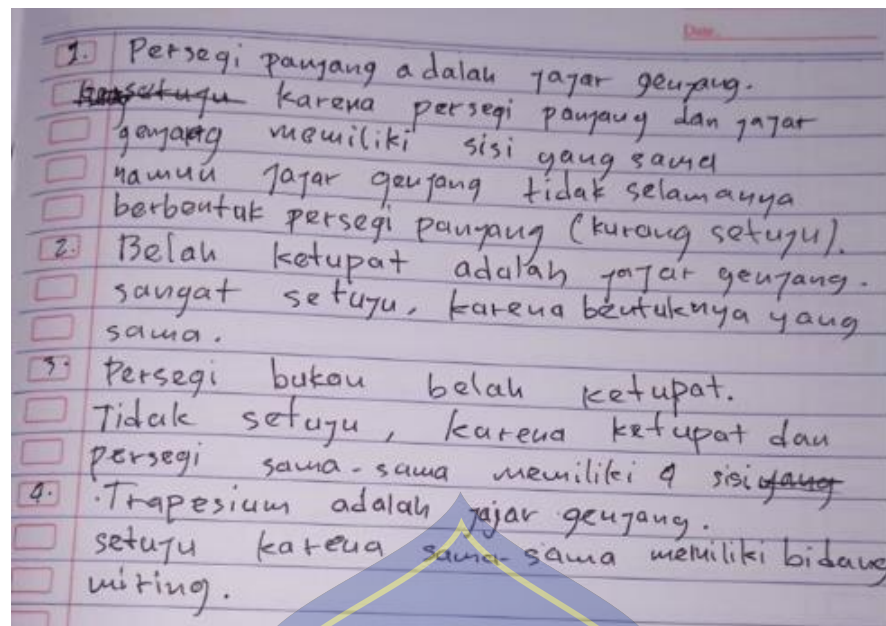 Date.
1. Persegi panjang adalah jajar genjang.
setuju karena persegi panjang dan jajar
genjang memiliki sisi yang sama
namun jajar genjang tidak selamanya
berbentuk persegi panjang (kurang setuju).
2. Belah ketupat adalah jajar genjang.
sangat setuju, karena bentuknya yang
sama.
3. Persegi bukan belah ketupat.
Tidak setuju, karena ketupat dan
persegi sama-sama memiliki 4 sisi yang
4. Trapesium adalah jajar genjang.
setuju karena sama-sama memiliki bidang
miring.